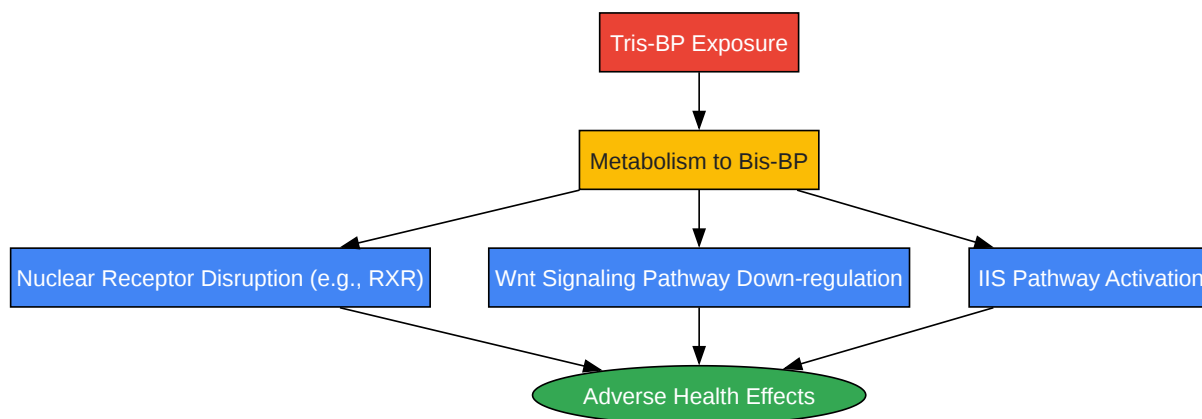 Tris-BP Exposure
Metabolism to Bis-BP
Nuclear Receptor Disruption (e.g., RXR)
Wnt Signaling Pathway Down-regulation
IIS Pathway Activation
Adverse Health Effects